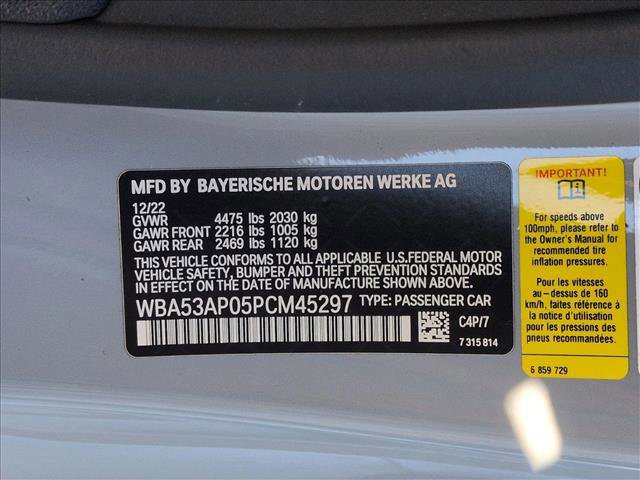 MFD BY BAYERISCHE MOTOREN WERKE AG
12/22
GVWR 4475 lbs 2030 kg
GAWR FRONT 2216 lbs 1005 kg
GAWR REAR 2469 lbs 1120 kg
THIS VEHICLE CONFORMS TO ALL APPLICABLE U.S.FEDERAL MOTOR
VEHICLE SAFETY, BUMPER AND THEFT PREVENTION STANDARDS
IN EFFECT ON THE DATE OF MANUFACTURE SHOWN ABOVE.
WBA53AP05PCM45297 TYPE: PASSENGER CAR
C4P/7
7 315 814
IMPORTANT!
For speeds above
100mph, please refer to
the Owner's Manual for
recommended tire
inflation pressures.
Pour les vitesses
au-dessus de 160
km/h, faites référence à
la notice d'utilisation
pour les pressions des
pneus recommandées.
6 859 729